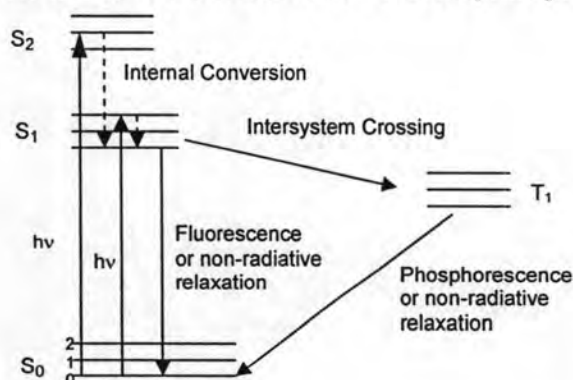 S2
Internal Conversion
S1
Intersystem Crossing
T1
hν
hν
Fluorescence
or non-radiative
relaxation
Phosphorescence
or non-radiative
relaxation
2
1
S0
0